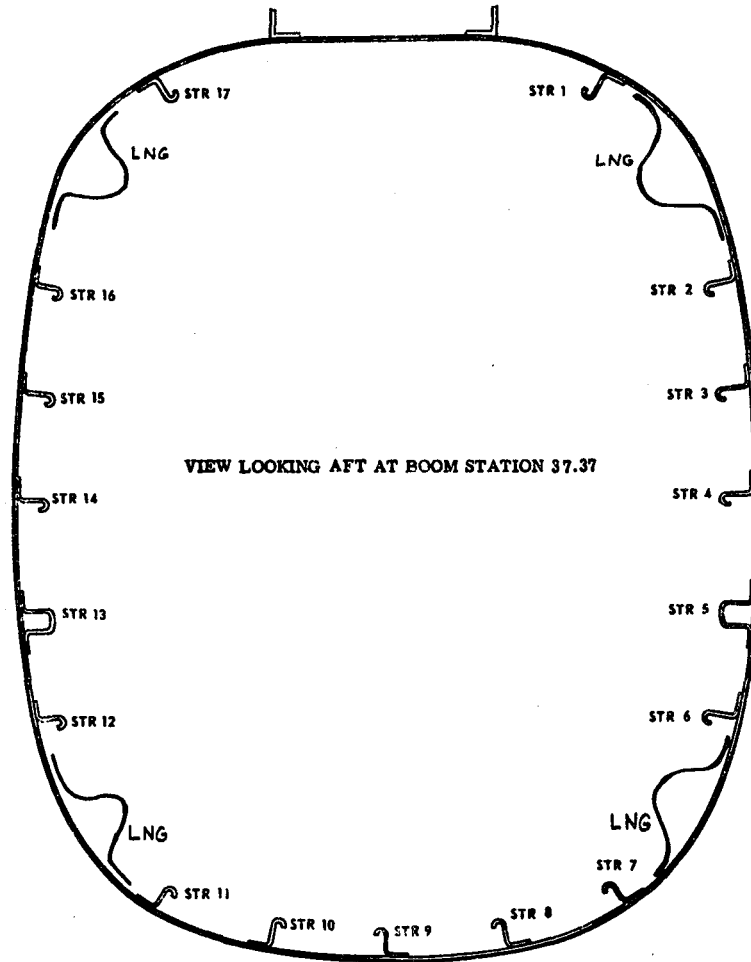 STR 17
STR 1
LNG
LNG
STR 16
STR 2
STR 15
STR 3
VIEW LOOKING AFT AT BOOM STATION 37.37
STR 14
STR 4
STR 13
STR 5
STR 12
STR 6
LNG
LNG
STR 11
STR 7
STR 10
STR 9
STR 8